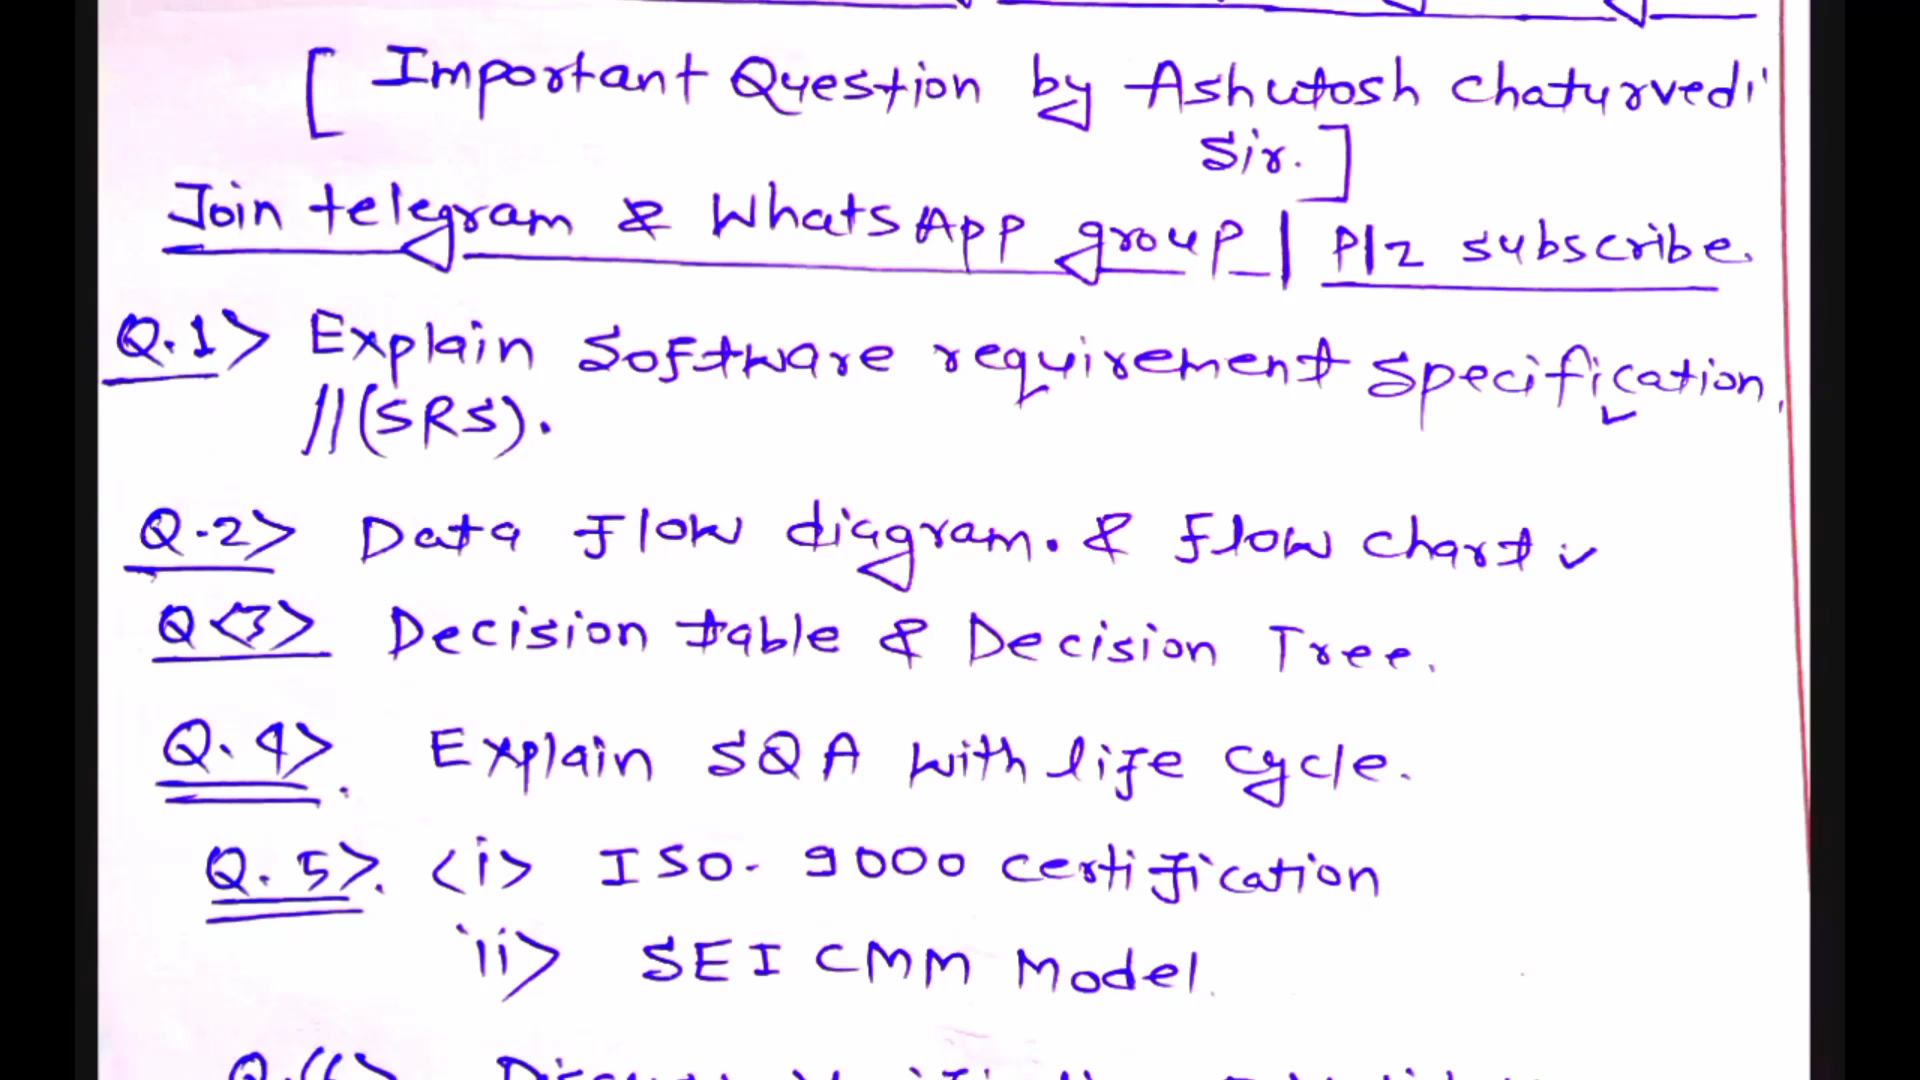 [ Important Question by Ashutosh Chaturvedi
Sir. ]
Join telegram & WhatsApp group | Plz subscribe.
Q.1> Explain Software requirement Specification,
//(SRS).
Q.2> Data Flow diagram. & Flow chart
Q<3> Decision table & Decision Tree.
Q.4>. Explain SQA with life cycle.
Q.5>. <i> ISO- 9000 certification
ii> SEI CMM Model.